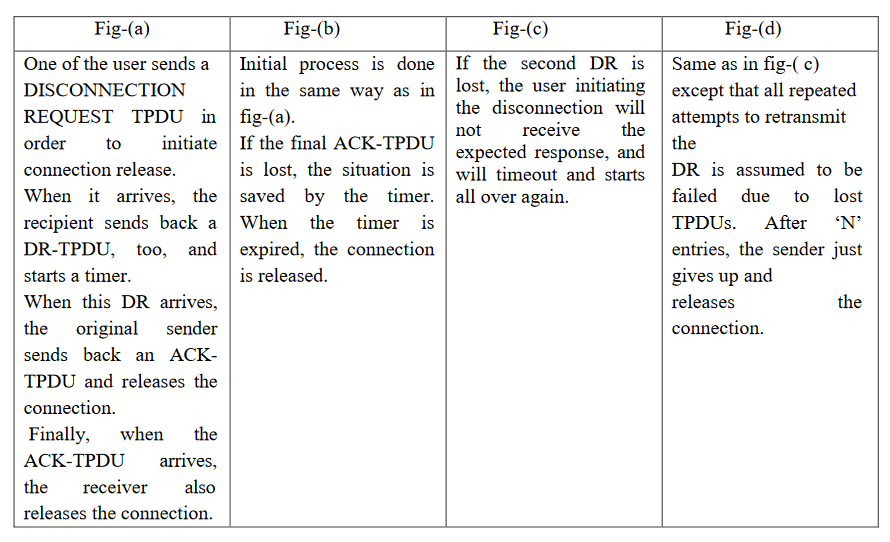 Fig-(a)
One of the user sends a
DISCONNECTION
REQUEST TPDU in
order to initiate
connection release.
When it arrives, the
recipient sends back a
DR-TPDU, too, and
starts a timer.
When this DR arrives,
the original sender
sends back an ACK-
TPDU and releases the
connection.
Finally, when the
ACK-TPDU arrives,
the receiver also
releases the connection.
Fig-(b)
Initial process is done
in the same way as in
fig-(a).
If the final ACK-TPDU
is lost, the situation is
saved by the timer.
When the timer is
expired, the connection
is released.
Fig-(c)
If the second DR is
lost, the user initiating
the disconnection will
not receive the
expected response, and
will timeout and starts
all over again.
Fig-(d)
Same as in fig-( c)
except that all repeated
attempts to retransmit
the
DR is assumed to be
failed due to lost
TPDUs. After ‘N’
entries, the sender just
gives up and
releases the
connection.